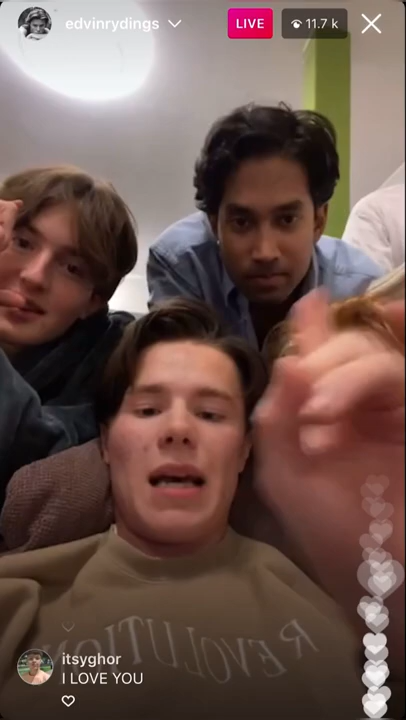 edvinrydings
LIVE
11.7 k
REVOLUTION
itsyghor
I LOVE YOU